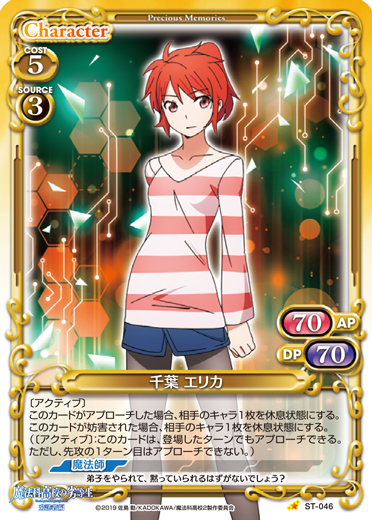 Precious Memories
Character
COST
5
SOURCE
3
70 AP
DP 70
千葉 エリカ
［アクティブ］
このカードがアプローチした場合、相手のキャラ1枚を休息状態にする。
このカードが妨害された場合、相手のキャラ1枚を休息状態にする。
（［アクティブ］：このカードは、登場したターンでもアプローチできる。
ただし、先攻の1ターン目はアプローチできない。）
魔法師
弟子をやられて、黙っていられるはずがないでしょう？
魔法科高校の劣等生
©2019 佐島 勤/KADOKAWA/魔法科高校2製作委員会
ST-046